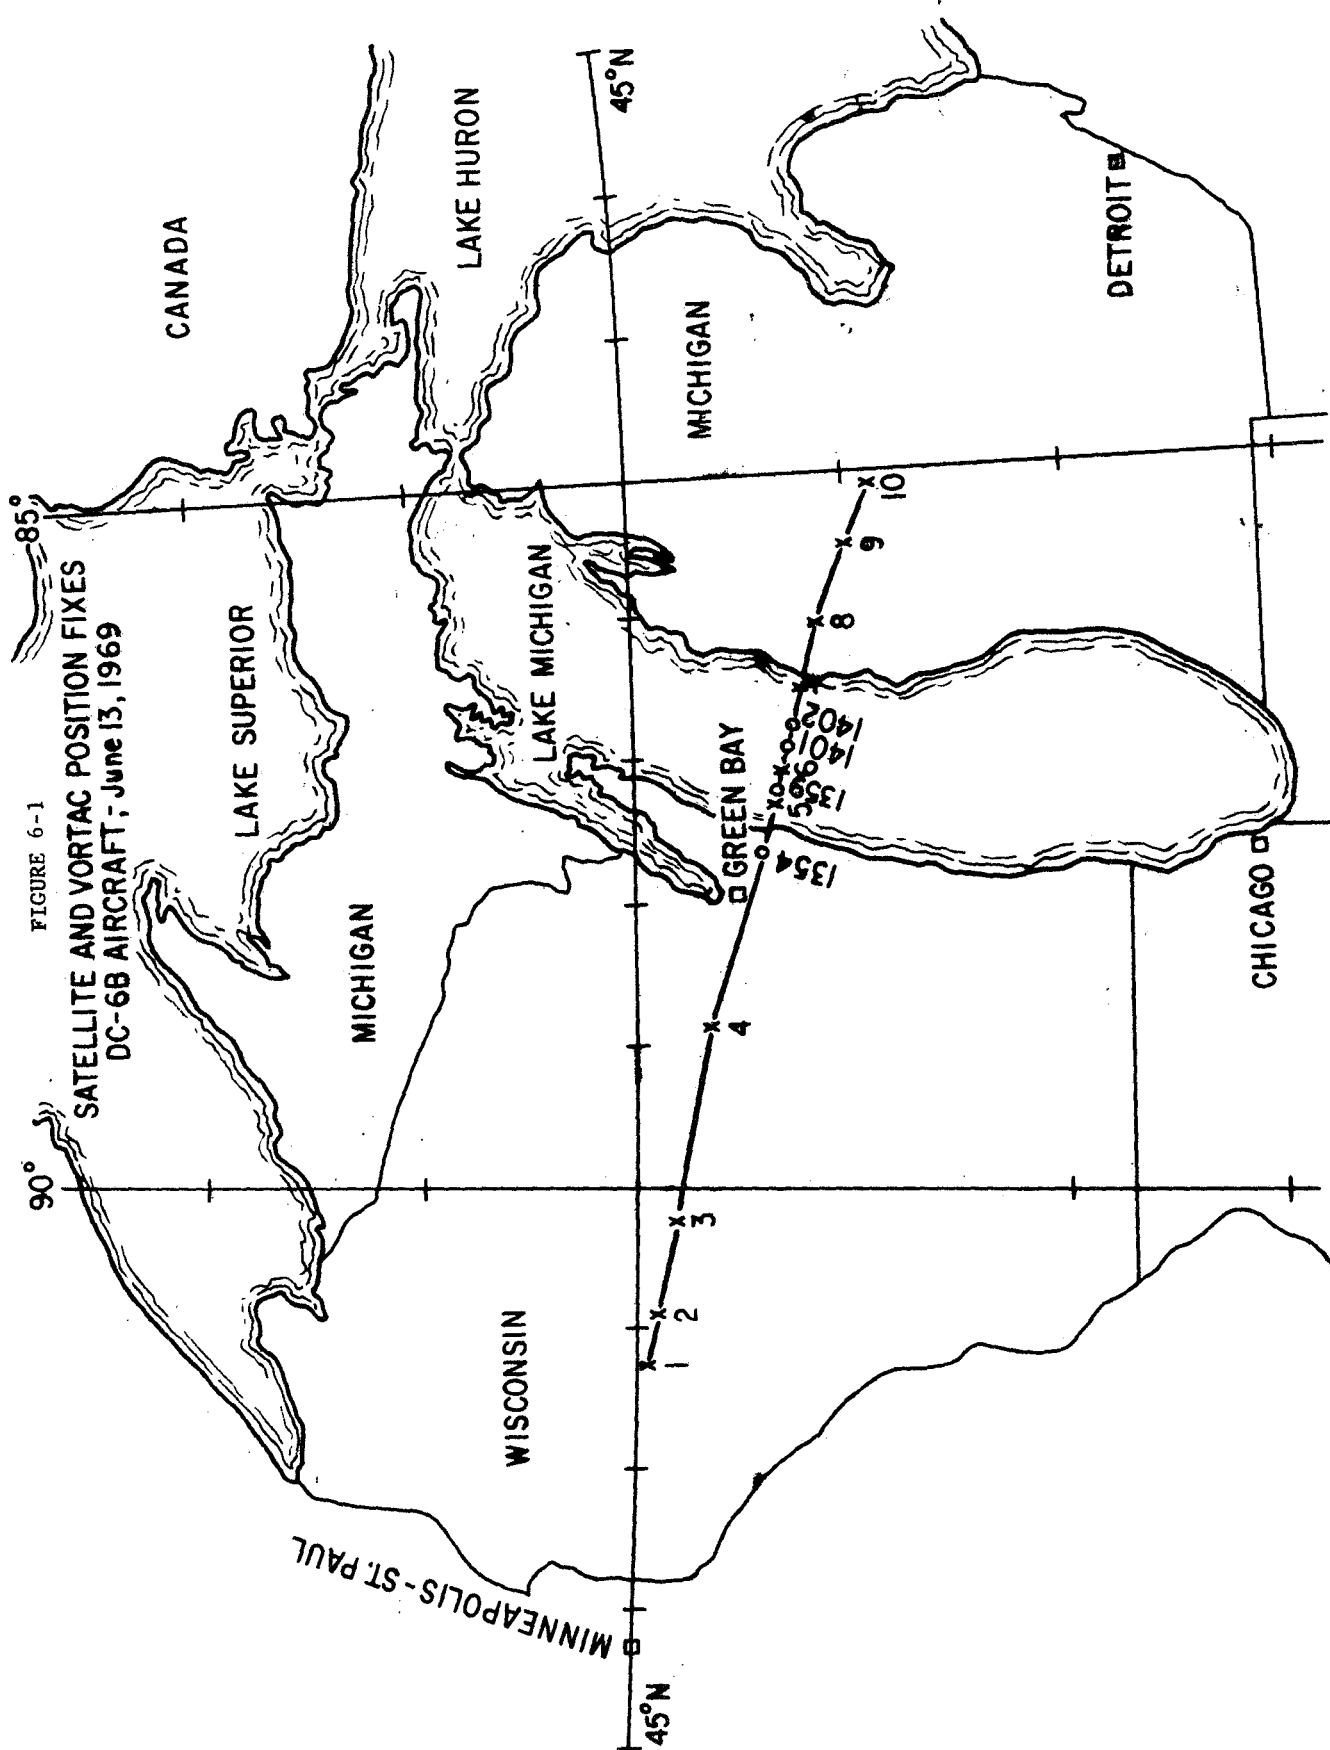 FIGURE 6-1
SATELLITE AND VORTAC POSITION FIXES
DC-6B AIRCRAFT,- June 13, 1969
90°
85°
CANADA
LAKE SUPERIOR
LAKE HURON
MICHIGAN
MINNEAPOLIS-ST. PAUL
WISCONSIN
LAKE MICHIGAN
MICHIGAN
45°N
45°N
1
2
3
4
GREEN BAY
1354
5
1359
6
1401
1402
8
9
10
DETROIT
CHICAGO